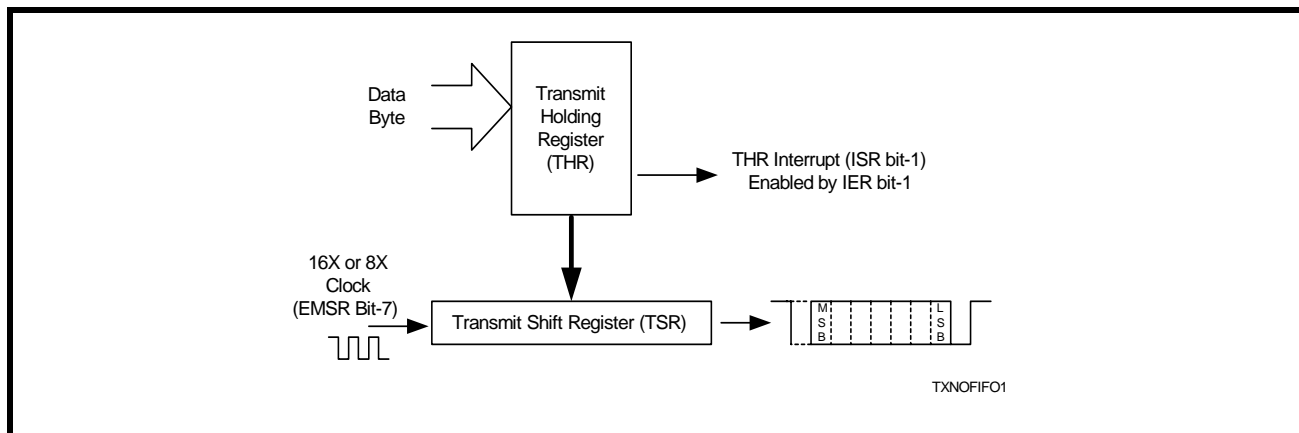 Data
Byte
Transmit
Holding
Register
(THR)
THR Interrupt (ISR bit-1)
Enabled by IER bit-1
16X or 8X
Clock
(EMSR Bit-7)
Transmit Shift Register (TSR)
M
S
B
L
S
B
TXNOFIFO1